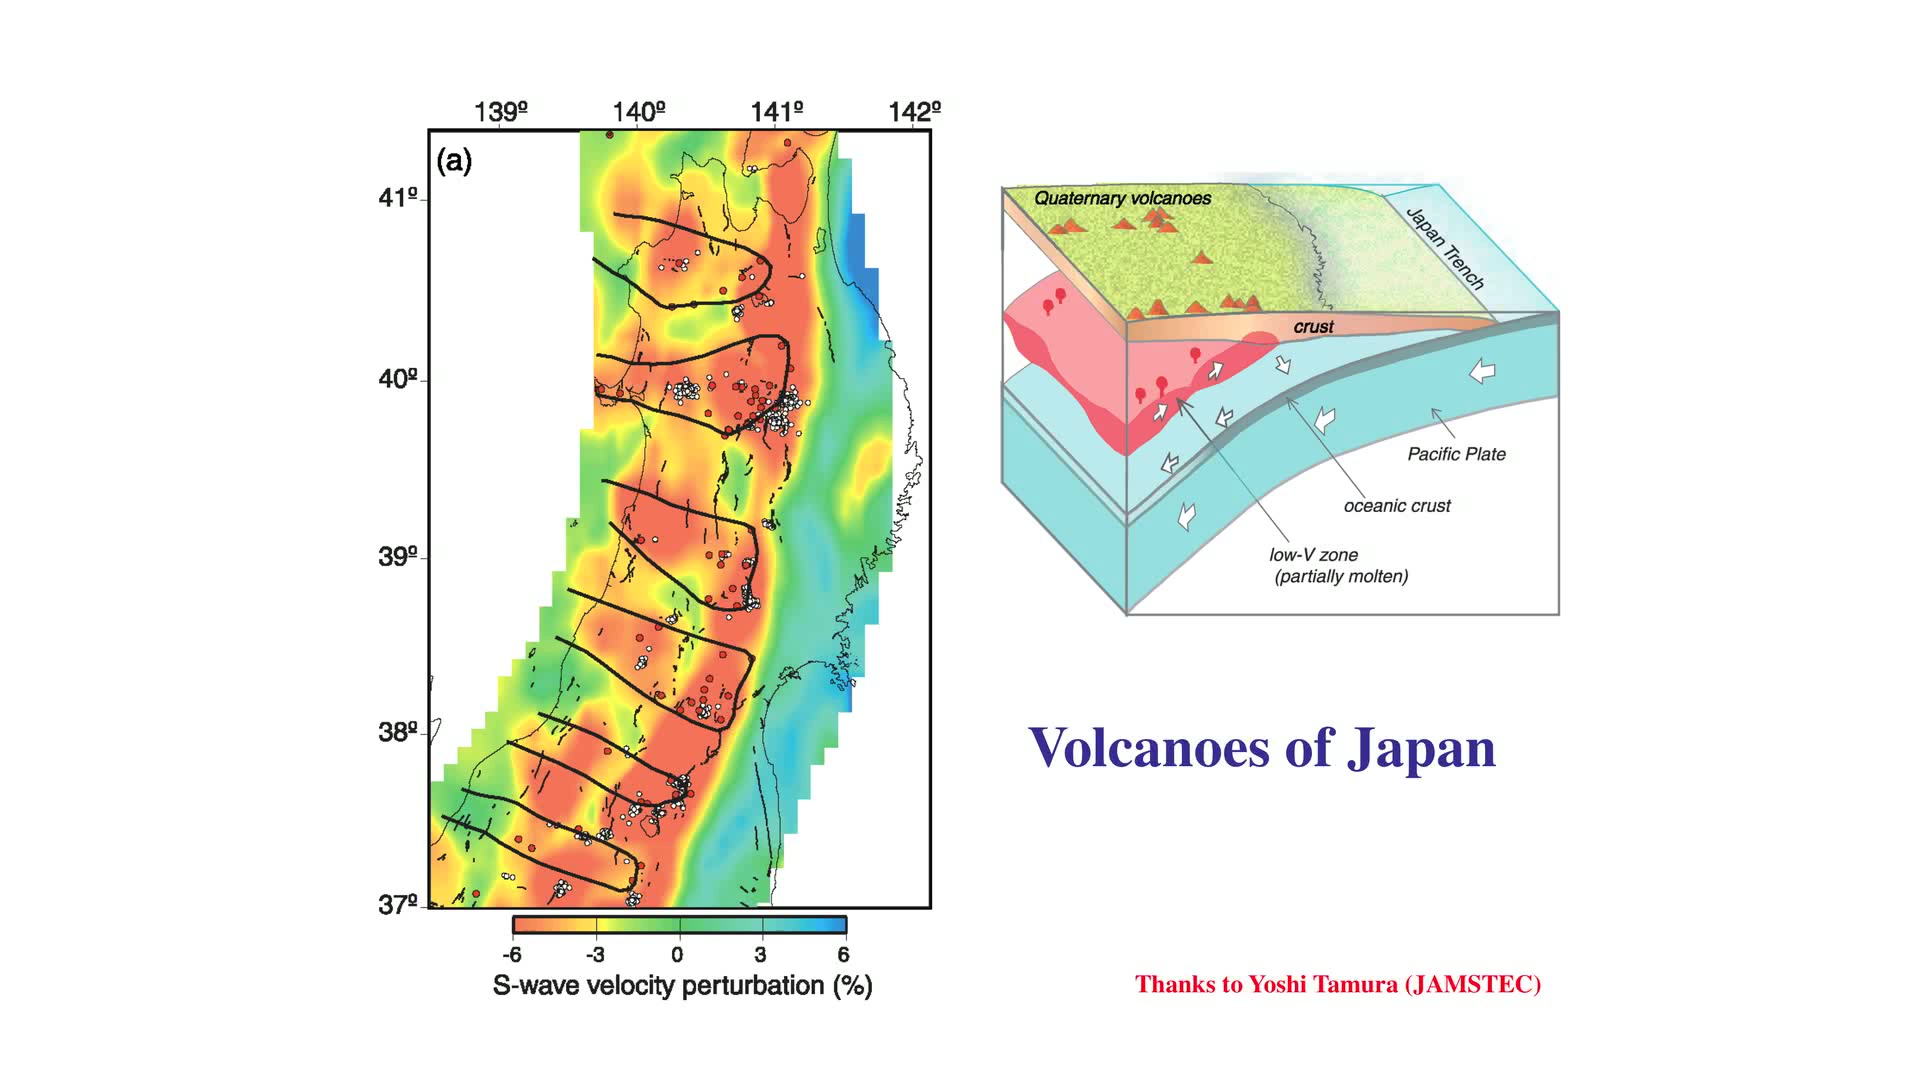 139º 140º 141º 142º
(a)
41º
40º
39º
38º
37º
-6 -3 0 3 6
S-wave velocity perturbation (%)
Quaternary volcanoes
Japan Trench
crust
Pacific Plate
oceanic crust
low-V zone
(partially molten)
Volcanoes of Japan
Thanks to Yoshi Tamura (JAMSTEC)